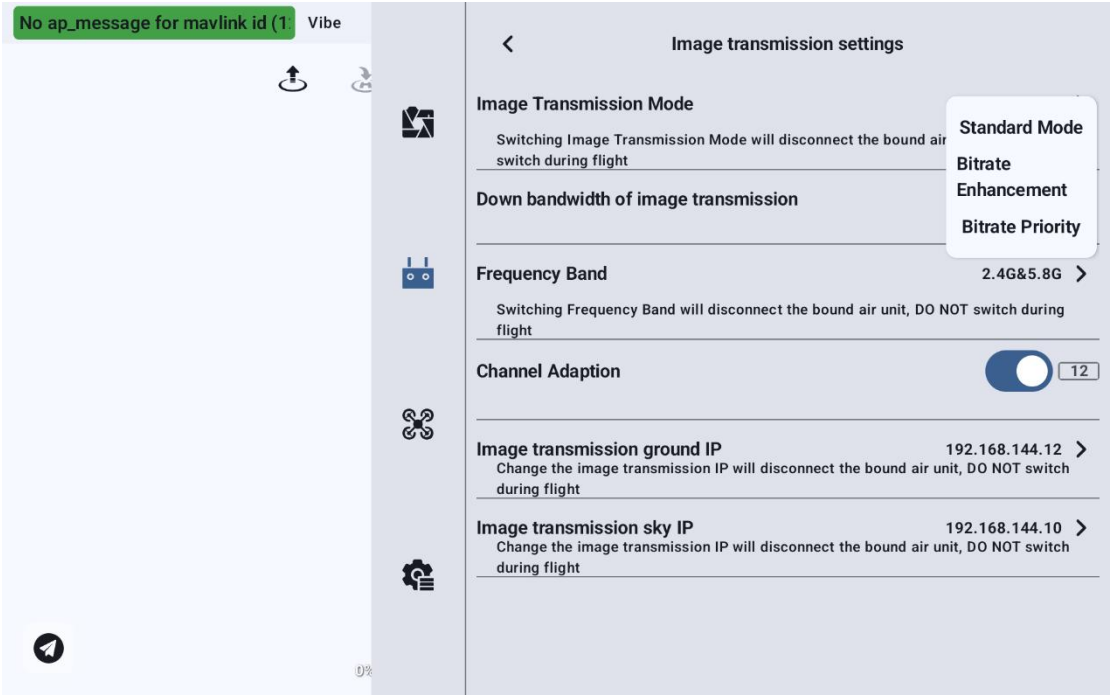 No ap_message for mavlink id (1
Vibe
Image transmission settings
Image Transmission Mode
Switching Image Transmission Mode will disconnect the bound air
switch during flight
Standard Mode
Bitrate
Enhancement
Bitrate Priority
Down bandwidth of image transmission
Frequency Band
2.4G&5.8G
Switching Frequency Band will disconnect the bound air unit, DO NOT switch during
flight
Channel Adaption
12
Image transmission ground IP
192.168.144.12
Change the image transmission IP will disconnect the bound air unit, DO NOT switch
during flight
Image transmission sky IP
192.168.144.10
Change the image transmission IP will disconnect the bound air unit, DO NOT switch
during flight
0%